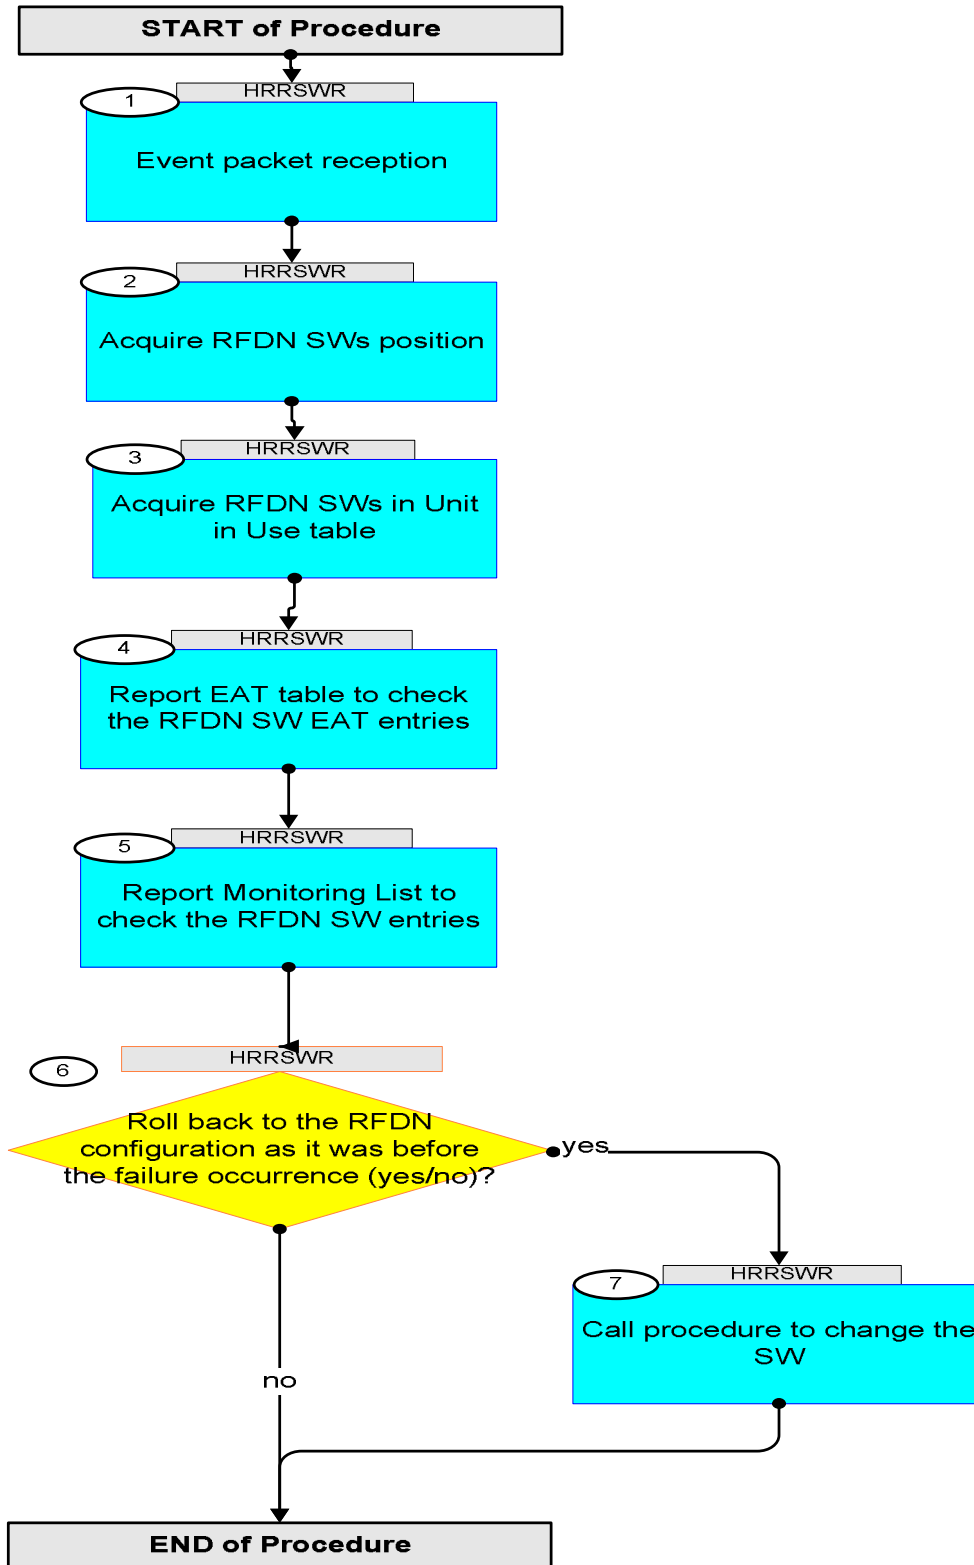 START of Procedure
HRRSWR
1
Event packet reception
HRRSWR
2
Acquire RFDN SWs position
HRRSWR
3
Acquire RFDN SWs in Unit
in Use table
HRRSWR
4
Report EAT table to check
the RFDN SW EAT entries
HRRSWR
5
Report Monitoring List to
check the RFDN SW entries
HRRSWR
6
Roll back to the RFDN
configuration as it was before
the failure occurrence (yes/no)?
yes
HRRSWR
7
Call procedure to change the
SW
no
END of Procedure